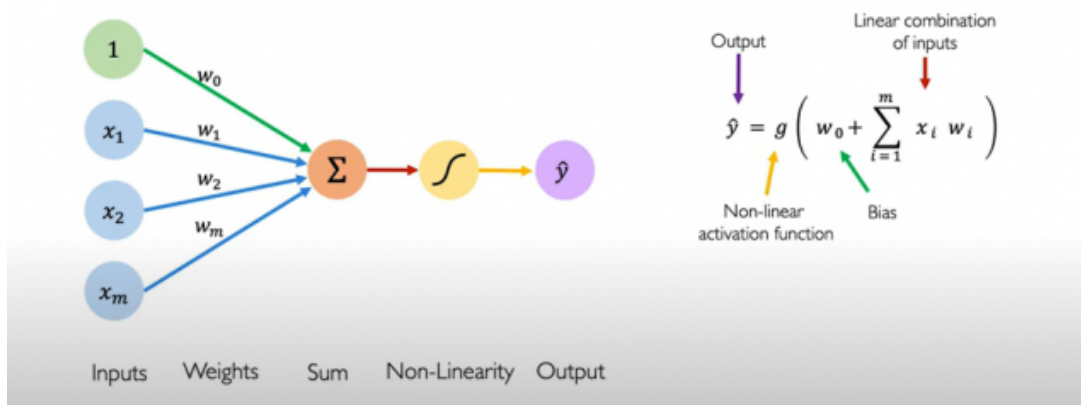 1
x₁
x₂
xₘ
w₀
w₁
w₂
wₘ
Σ
∫
ŷ
Inputs Weights Sum Non-Linearity Output
Output
Linear combination
of inputs
ŷ = g ( w₀ + ∑ᵢ₌₁ᵐ xᵢ wᵢ )
Non-linear
activation function
Bias